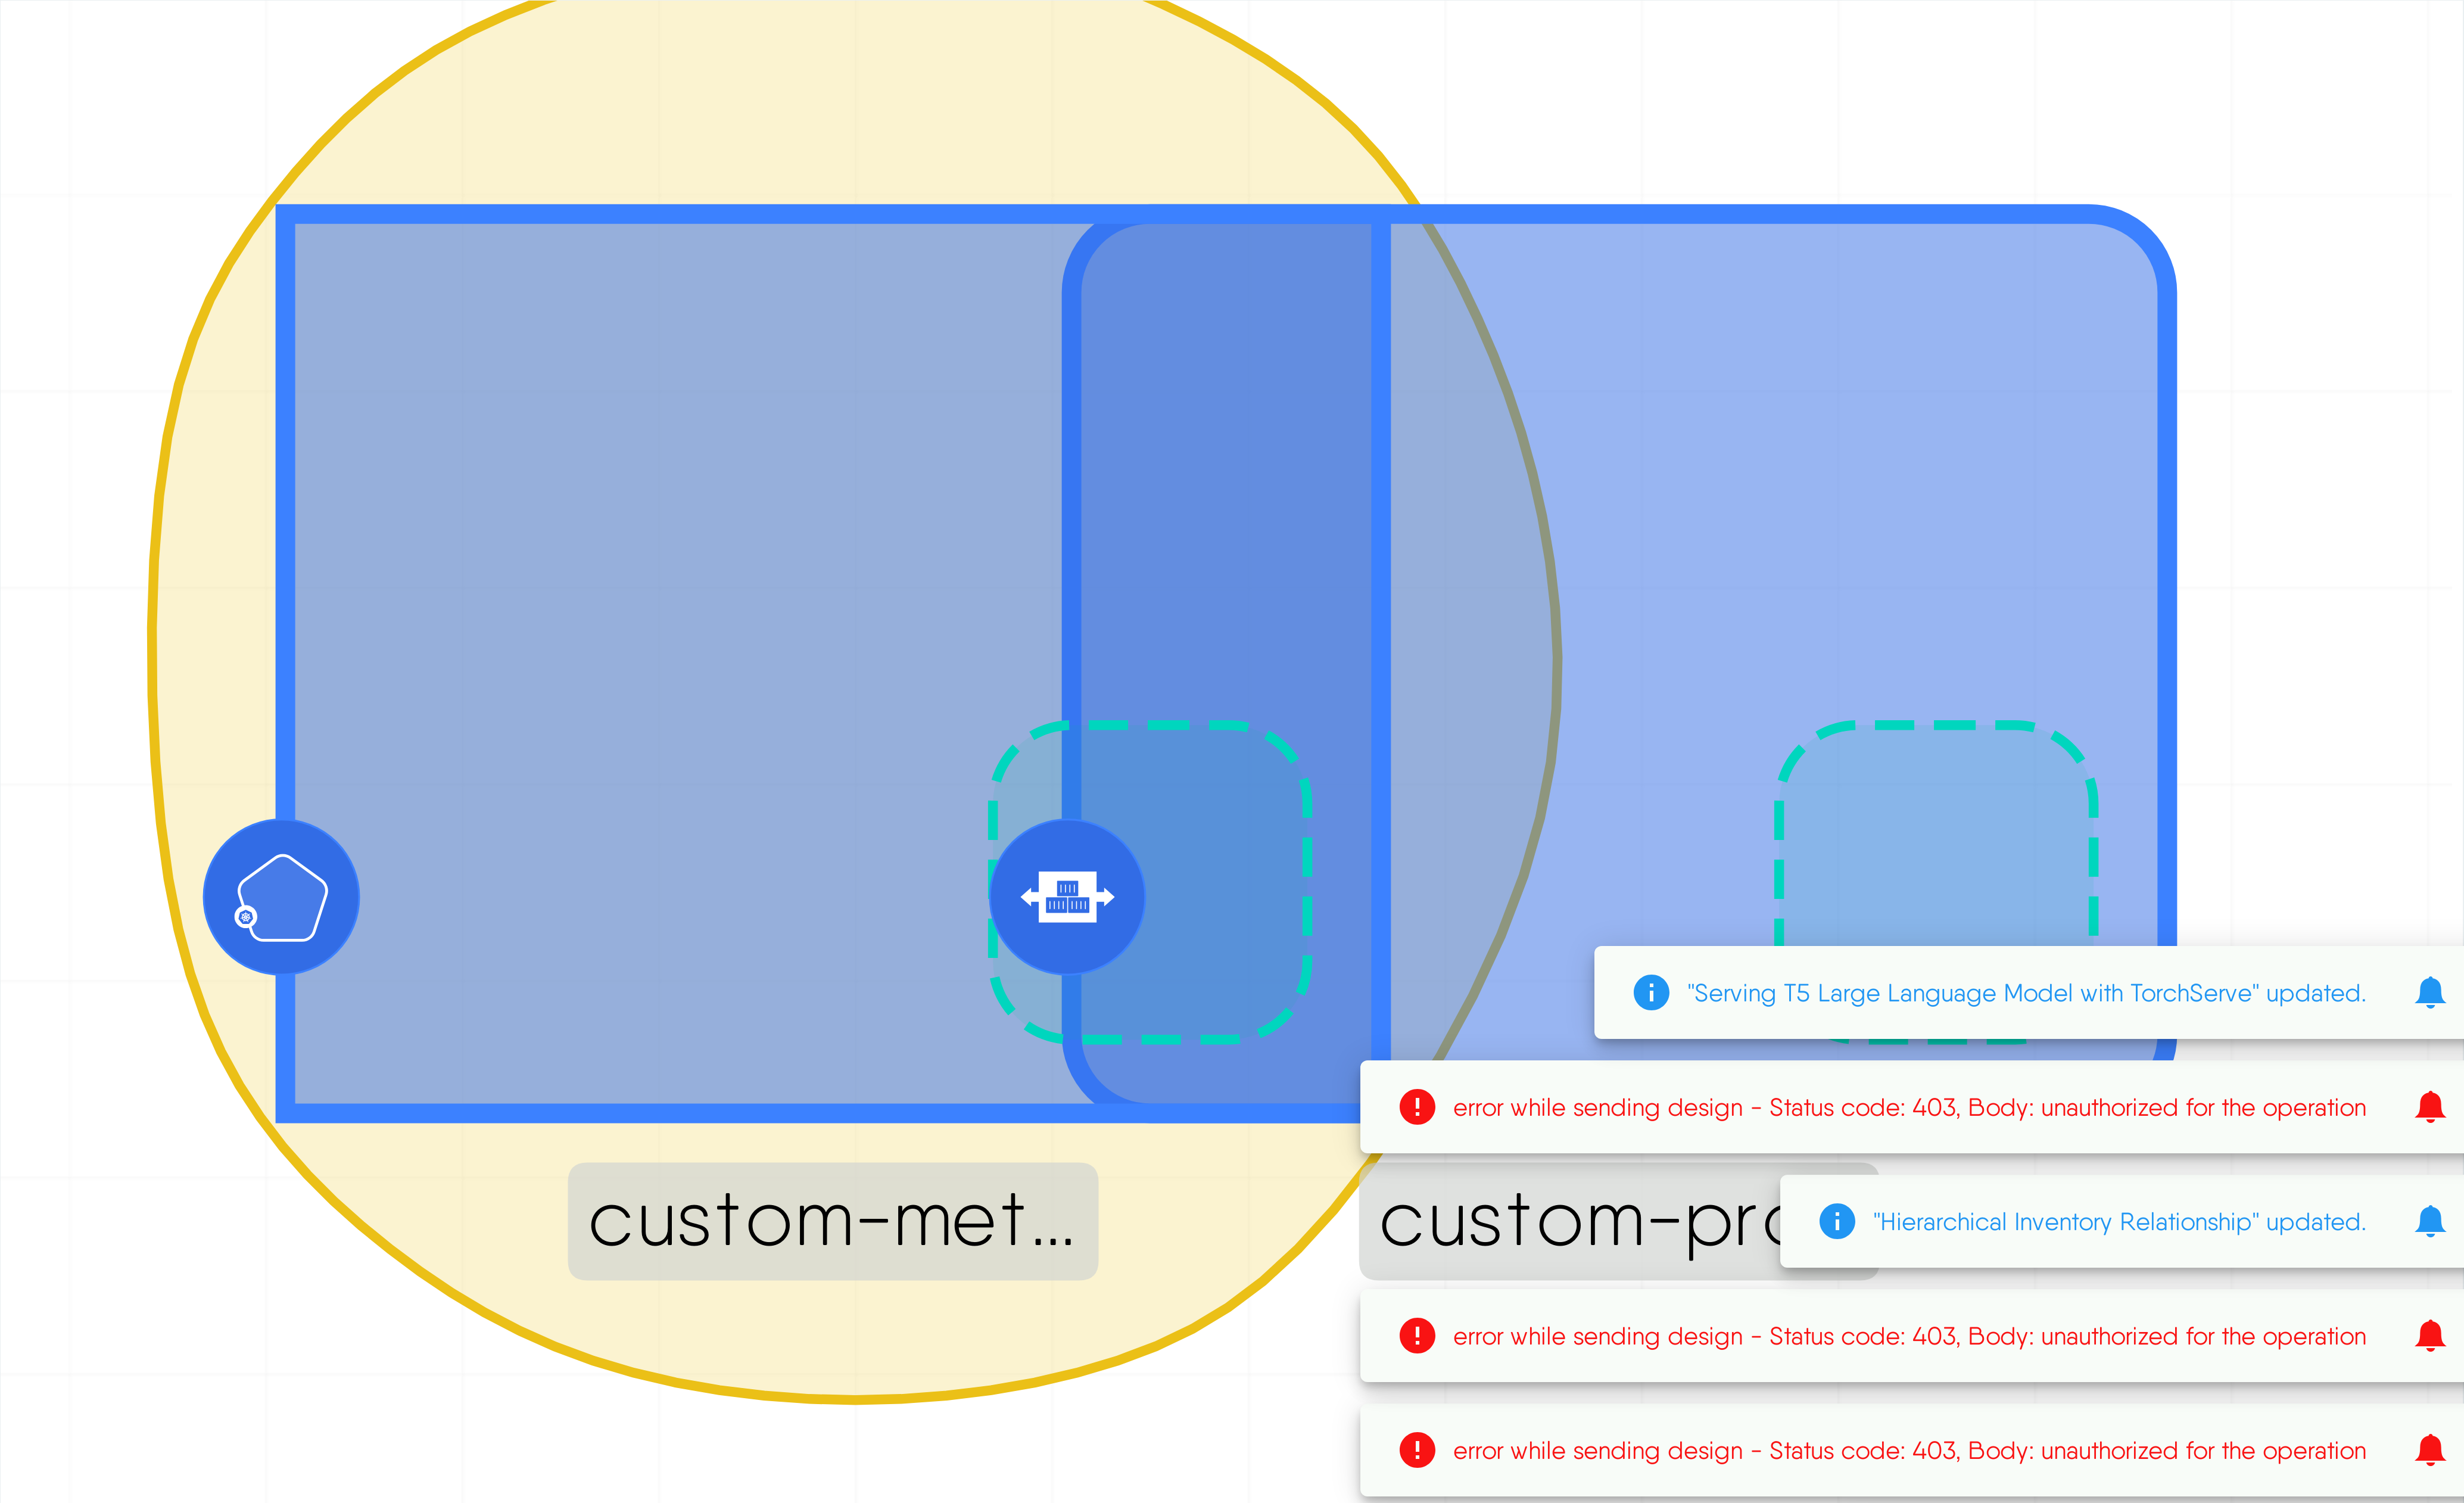 "Serving T5 Large Language Model with TorchServe" updated.
error while sending design - Status code: 403, Body: unauthorized for the operation
custom-met...
custom-pro
"Hierarchical Inventory Relationship" updated.
error while sending design - Status code: 403, Body: unauthorized for the operation
error while sending design - Status code: 403, Body: unauthorized for the operation